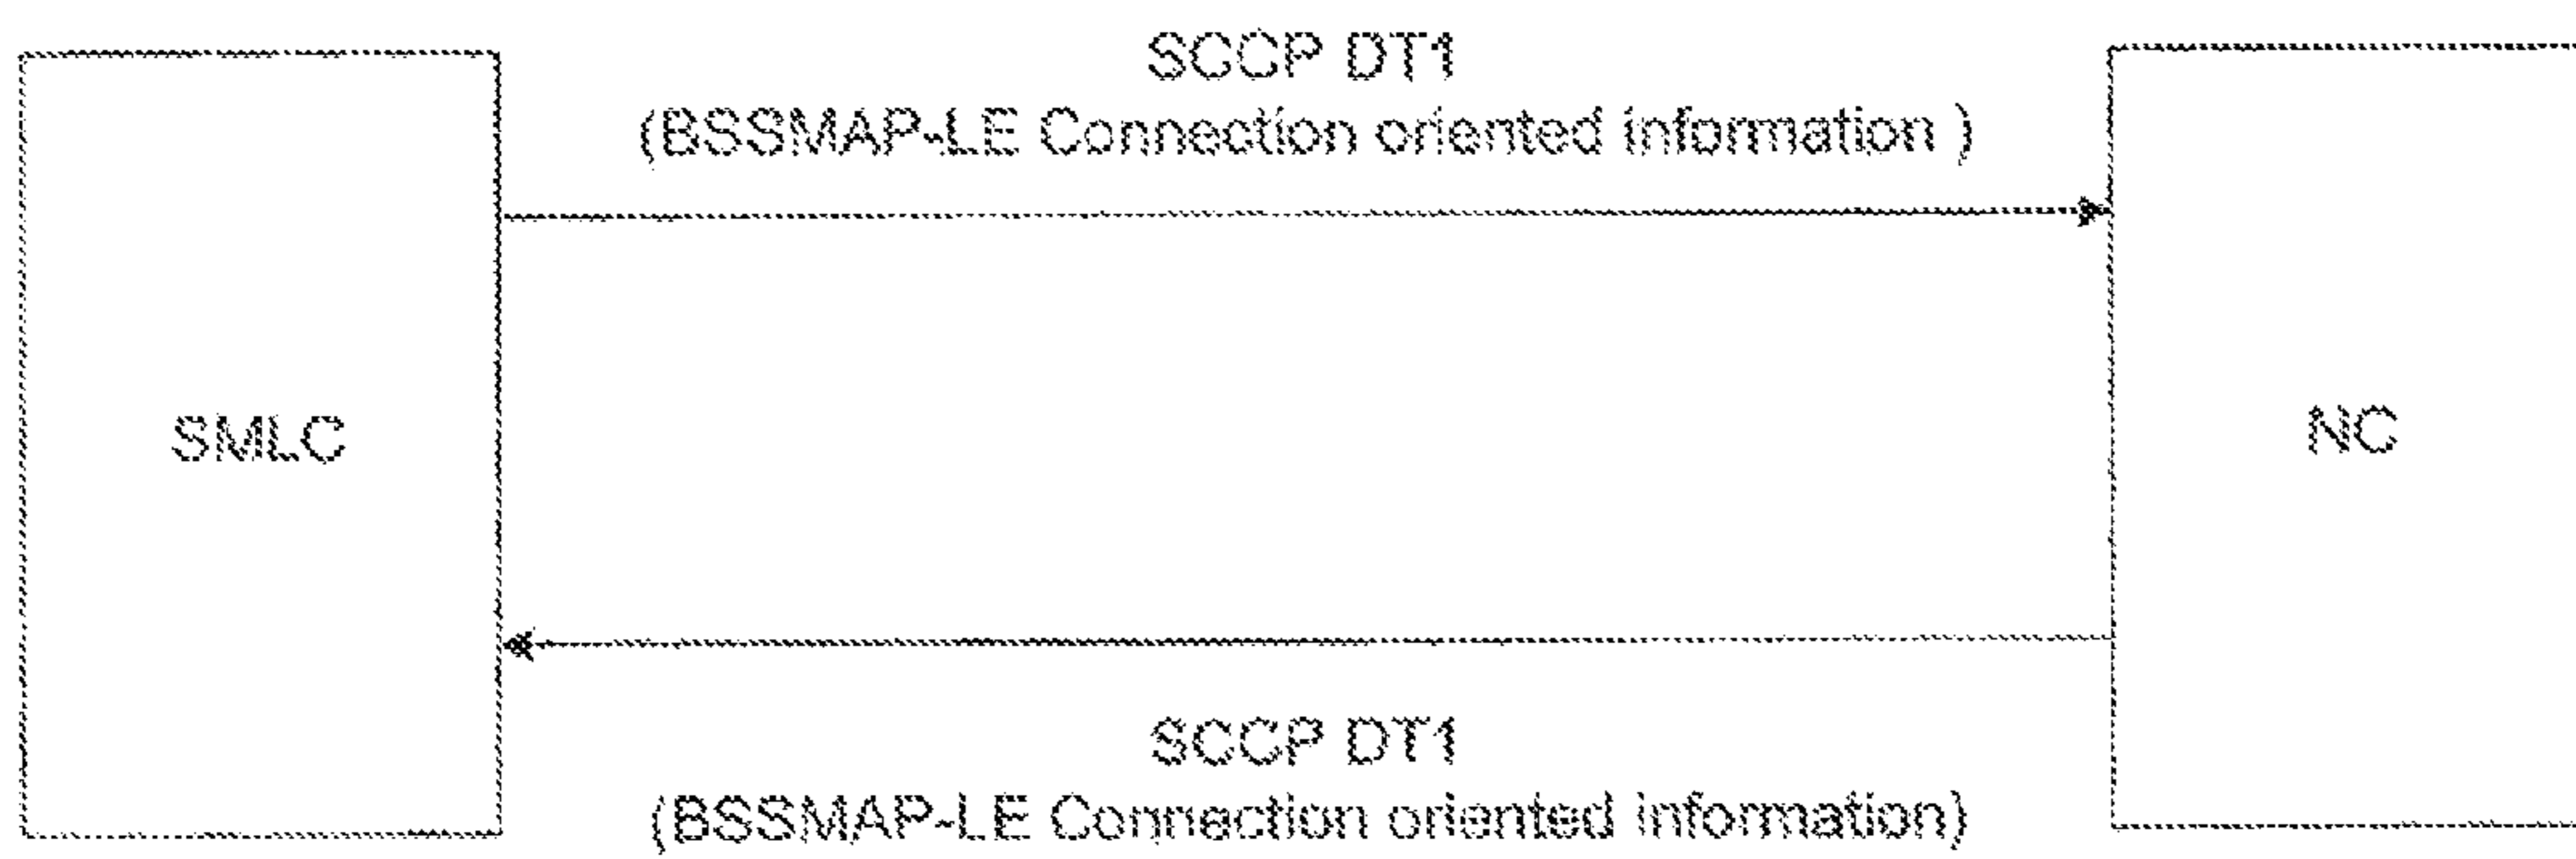 SCCP DT1
(BSSMAP-LE Connection oriented information )
SMLC
NC
SCCP DT1
(BSSMAP-LE Connection oriented information)